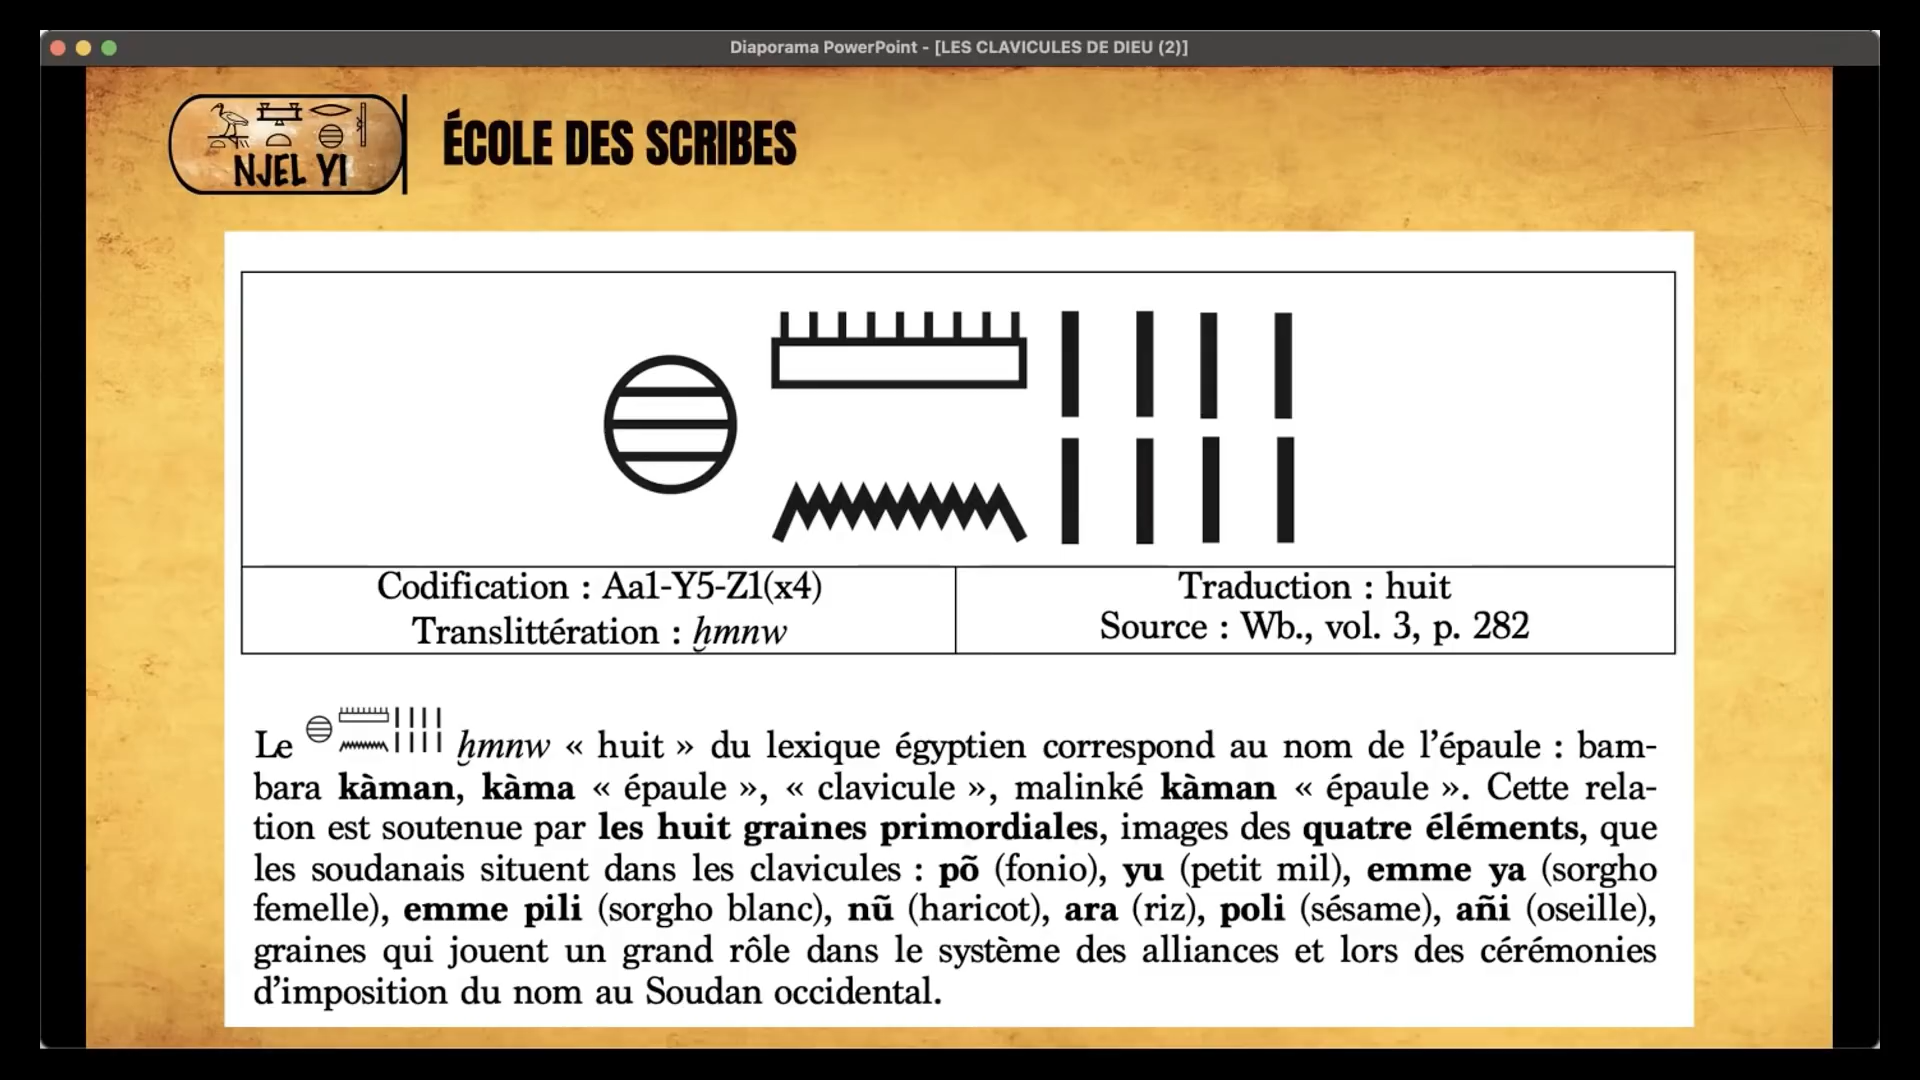 Diaporama PowerPoint - [LES CLAVICULES DE DIEU (2)]
NJEL YI
ÉCOLE DES SCRIBES
Codification : Aa1-Y5-Z1(x4)
Translittération : ḫmnw
Traduction : huit
Source : Wb., vol. 3, p. 282
Le ḫmnw « huit » du lexique égyptien correspond au nom de l’épaule : bam-
bara kàman, kàma « épaule », « clavicule », malinké kàman « épaule ». Cette rela-
tion est soutenue par les huit graines primordiales, images des quatre éléments, que
les soudanais situent dans les clavicules : põ (fonio), yu (petit mil), emme ya (sorgho
femelle), emme pili (sorgho blanc), nũ (haricot), ara (riz), poli (sésame), añi (oseille),
graines qui jouent un grand rôle dans le système des alliances et lors des cérémonies
d’imposition du nom au Soudan occidental.